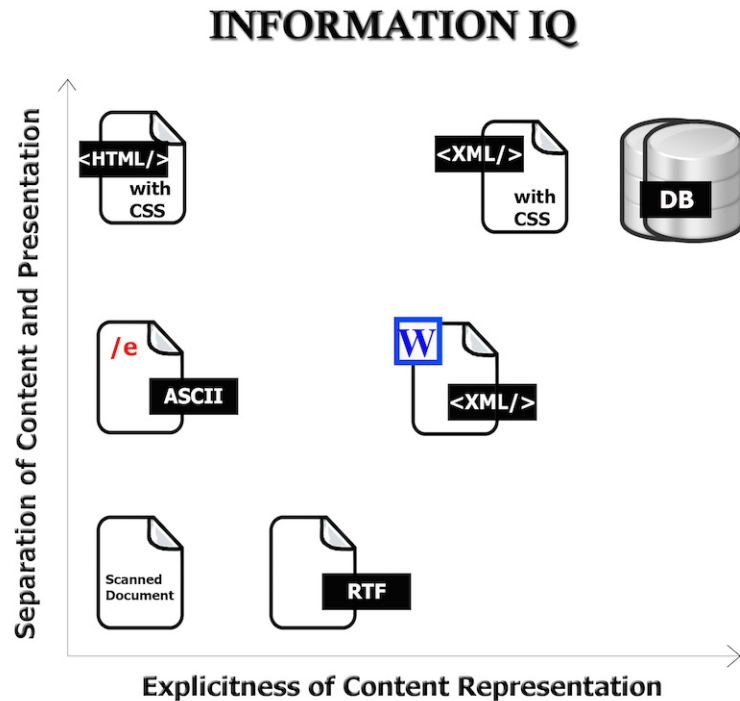 INFORMATION IQ
Separation of Content and Presentation
<HTML/>
with
CSS
<XML/>
with
CSS
DB
/e
ASCII
W
<XML/>
Scanned
Document
RTF
Explicitness of Content Representation